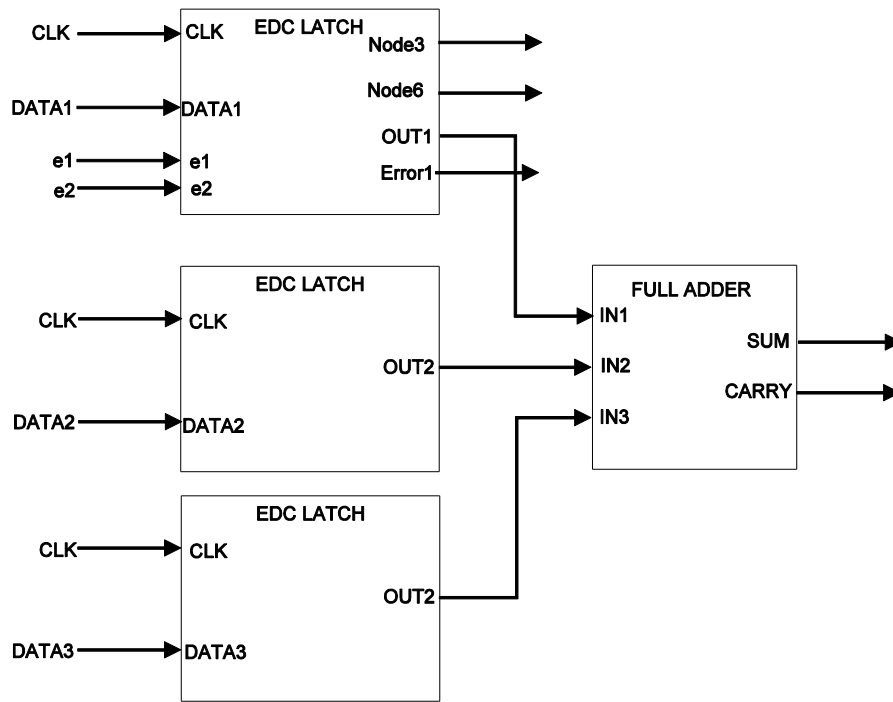 EDC LATCH
CLK CLK
Node3
Node6
DATA1 DATA1
OUT1
e1 e1
Error1
e2 e2
EDC LATCH
FULL ADDER
CLK CLK
IN1
SUM
OUT2
IN2
CARRY
IN3
DATA2 DATA2
EDC LATCH
CLK CLK
OUT2
DATA3 DATA3